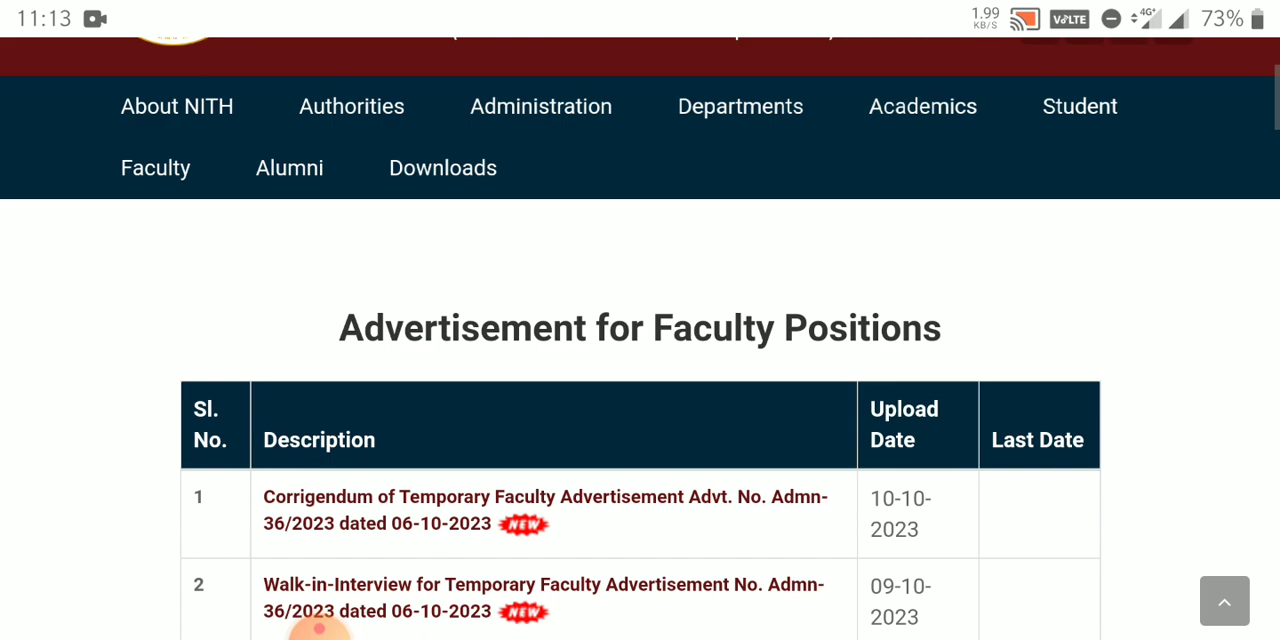 11:13 1.99 KB/S VoLTE 4G+ 73%
About NITH Authorities Administration Departments Academics Student
Faculty Alumni Downloads
Advertisement for Faculty Positions
Sl. No. Description Upload Date Last Date
1 Corrigendum of Temporary Faculty Advertisement Advt. No. Admn-
36/2023 dated 06-10-2023 NEW
10-10-
2023
2 Walk-in-Interview for Temporary Faculty Advertisement No. Admn-
36/2023 dated 06-10-2023 NEW
09-10-
2023